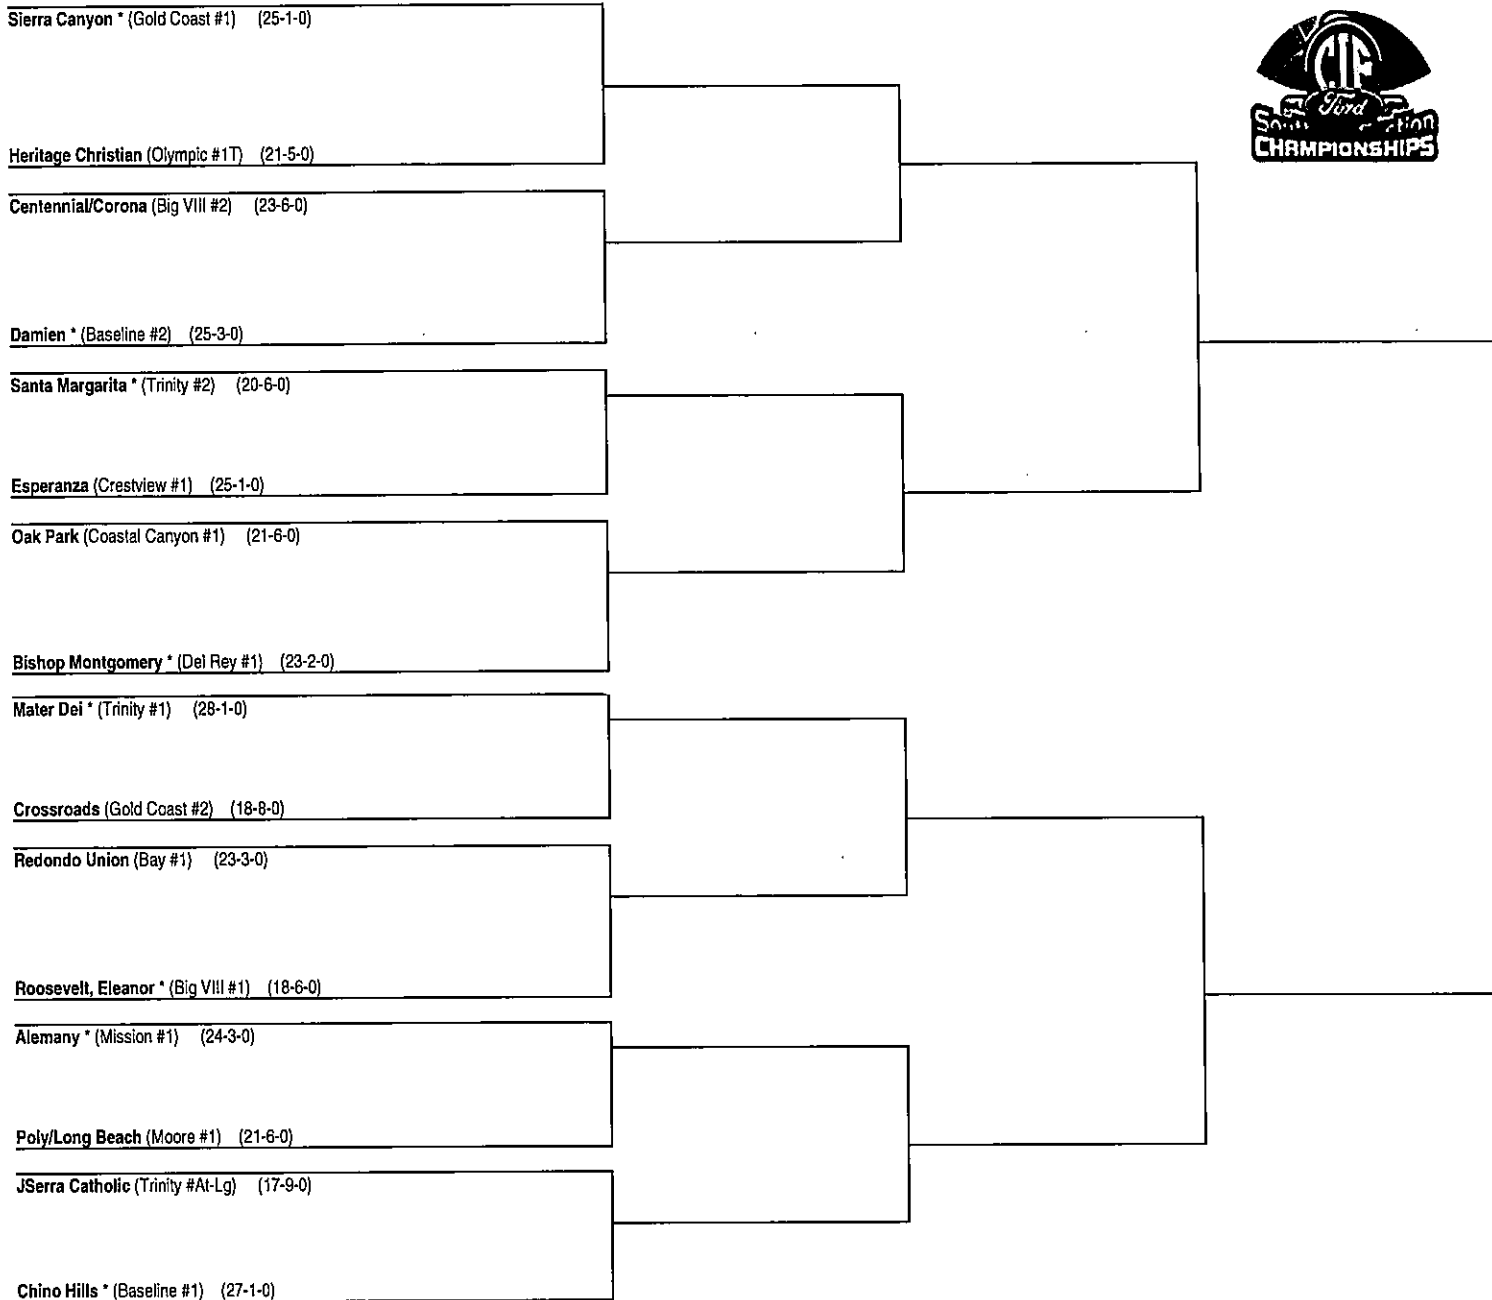 Sierra Canyon * (Gold Coast #1) (25-1-0)
CIF
Ford
CHAMPIONSHIPS
Heritage Christian (Olympic #1T) (21-5-0)
Centennial/Corona (Big VIII #2) (23-6-0)
Damien * (Baseline #2) (25-3-0)
Santa Margarita * (Trinity #2) (20-6-0)
Esperanza (Crestview #1) (25-1-0)
Oak Park (Coastal Canyon #1) (21-6-0)
Bishop Montgomery * (Del Rey #1) (23-2-0)
Mater Dei * (Trinity #1) (28-1-0)
Crossroads (Gold Coast #2) (18-8-0)
Redondo Union (Bay #1) (23-3-0)
Roosevelt, Eleanor * (Big VIII #1) (18-6-0)
Alemany * (Mission #1) (24-3-0)
Poly/Long Beach (Moore #1) (21-6-0)
JSerra Catholic (Trinity #At-Lg) (17-9-0)
Chino Hills * (Baseline #1) (27-1-0)